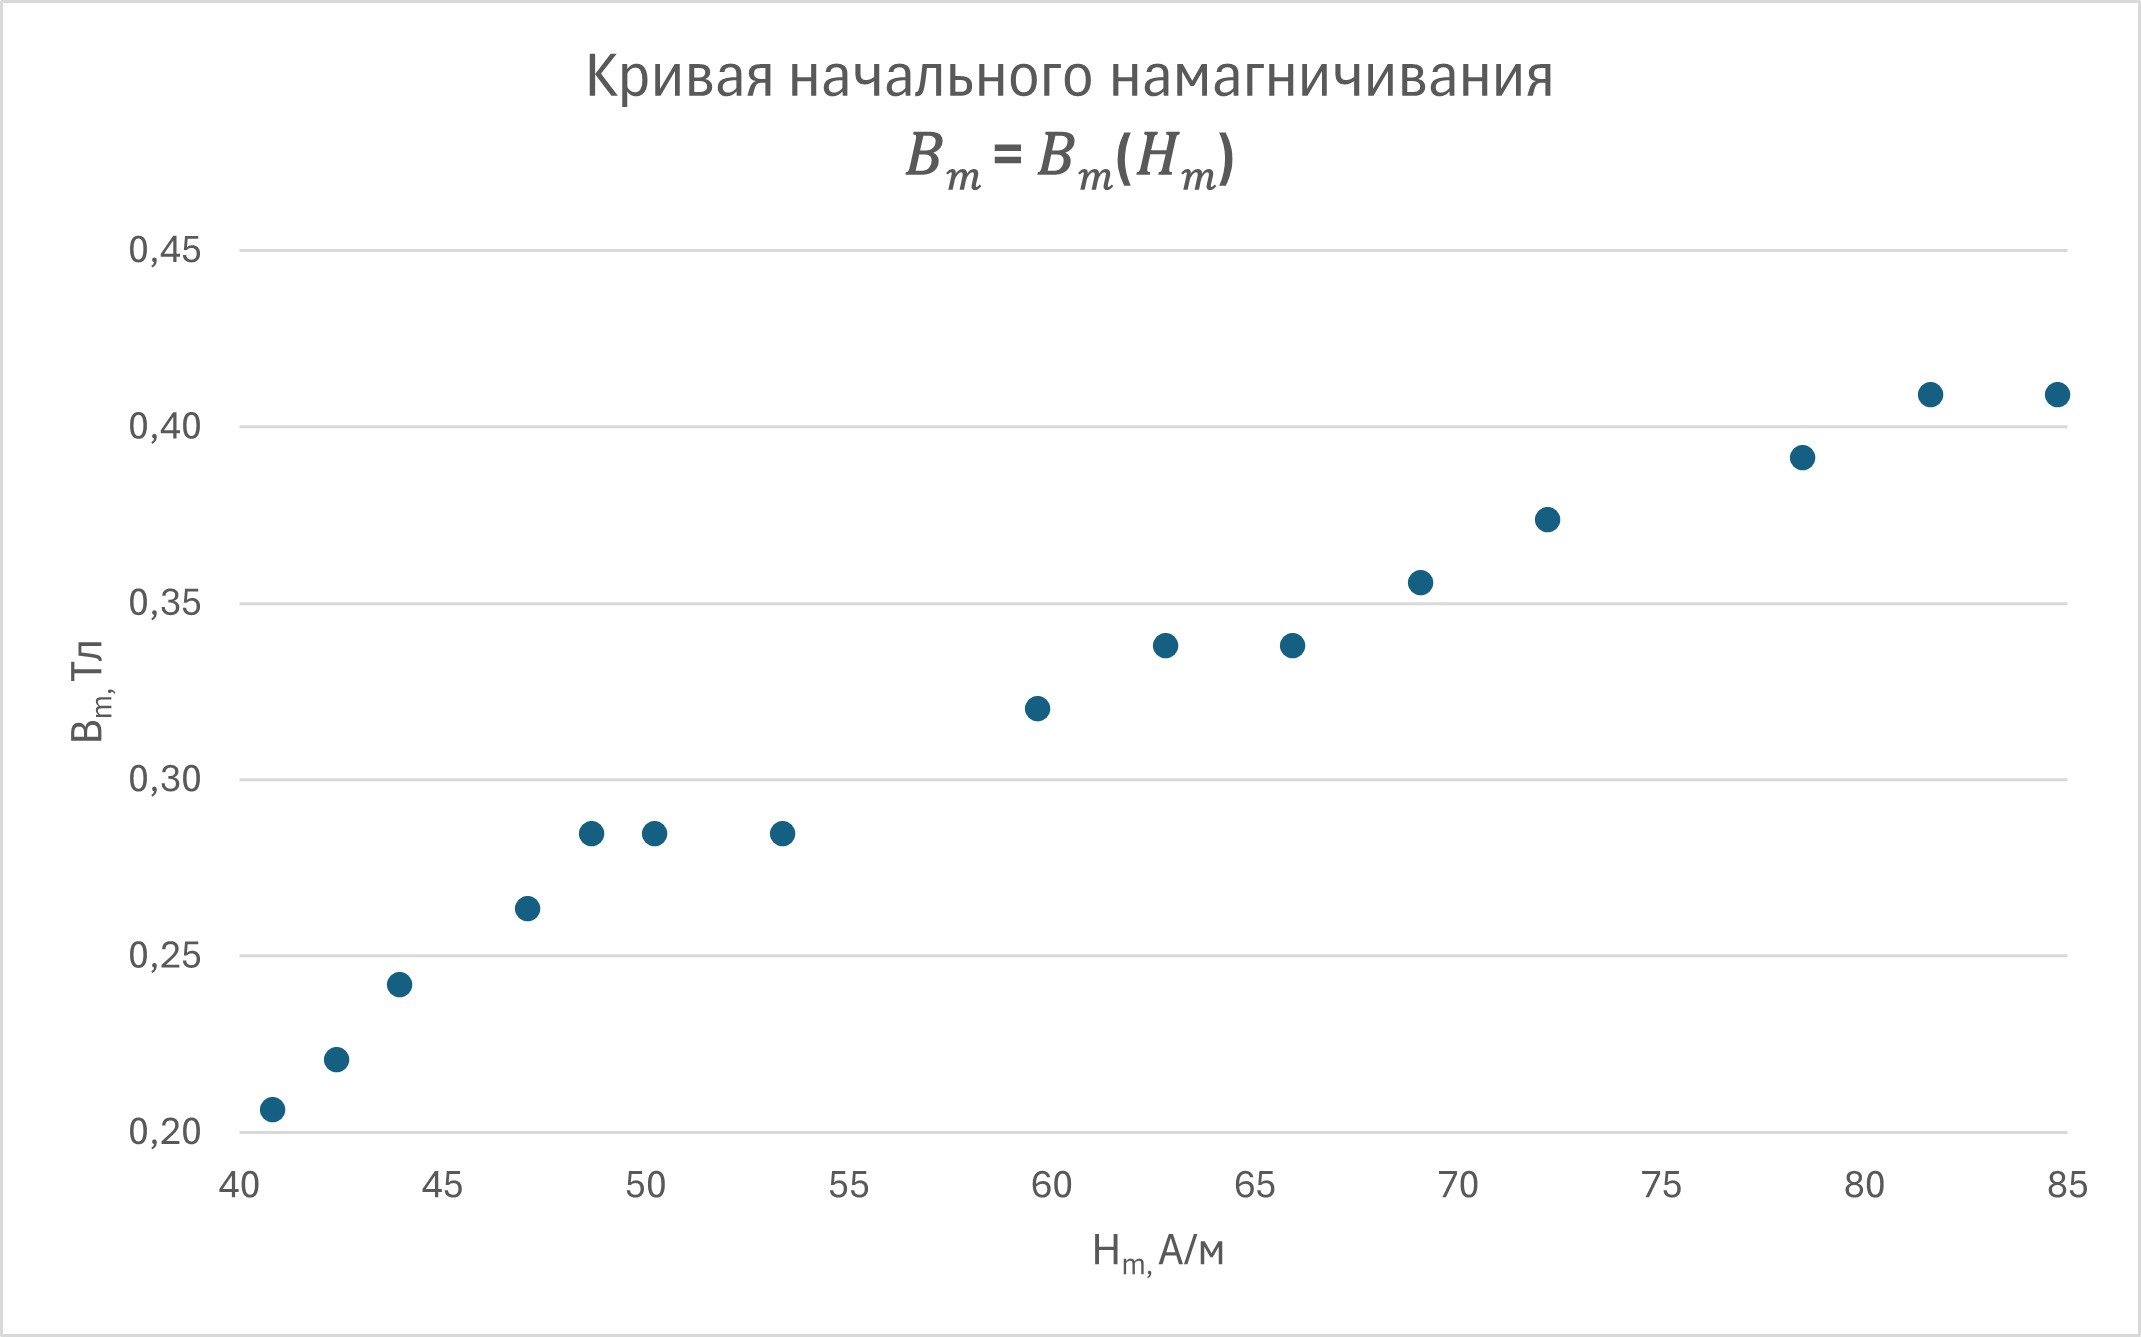 Кривая начального намагничивания
Bₘ = Bₘ(Hₘ)
0,45
0,40
0,35
0,30
0,25
0,20
Bm, Тл
40 45 50 55 60 65 70 75 80 85
Hm, А/м